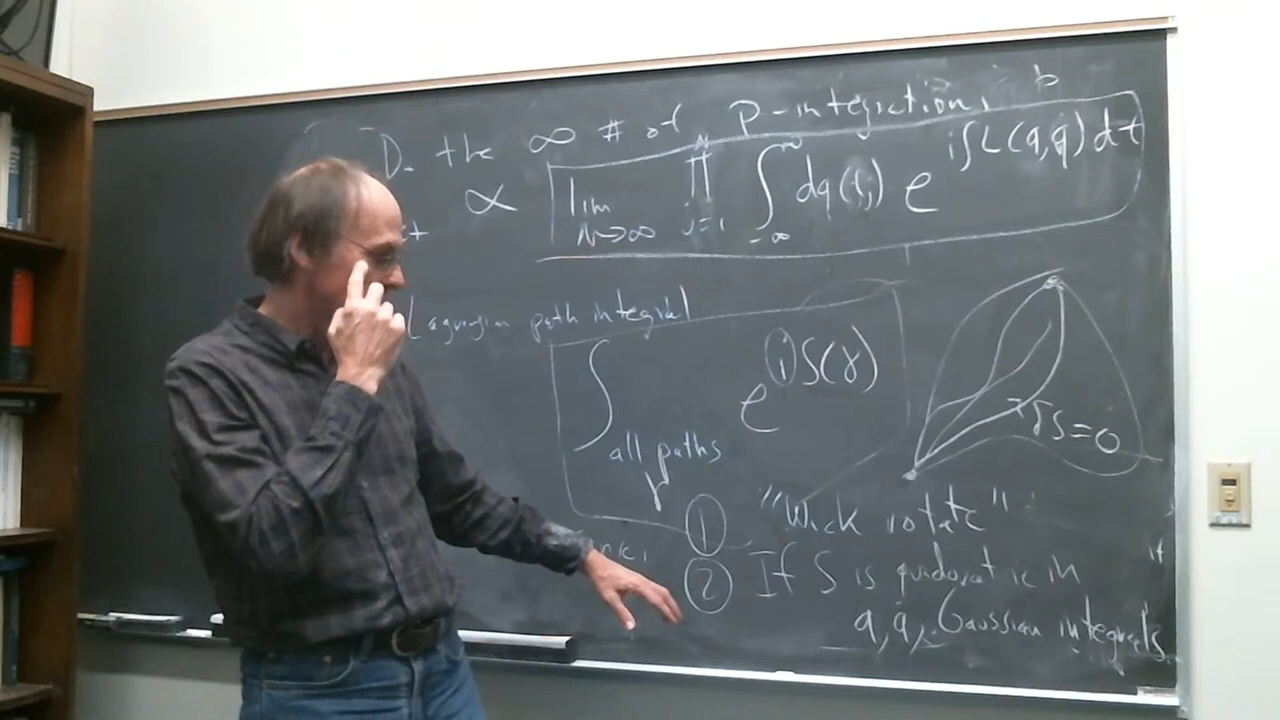 Do the ∞ # of P-integrations,
∝ lim N→∞ N ∏ j=1 ∫ -∞ ∞ dq(tⱼ) e^{i∫L(q,q̇)dt}
Lagrangian path integral
∫ all paths γ e^{iS(γ)}
δS=0
① "Wick rotate"
② If S is quadratic in
q, q̇, Gaussian integrals.